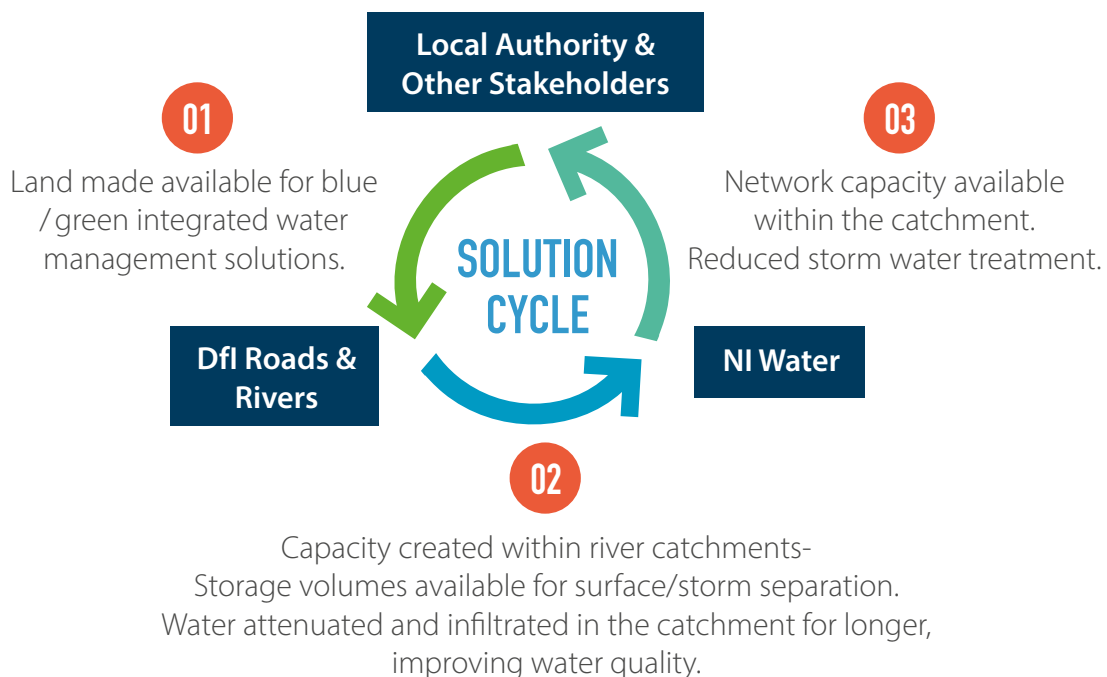 Local Authority &
Other Stakeholders
01
Land made available for blue
/ green integrated water
management solutions.
03
Network capacity available
within the catchment.
Reduced storm water treatment.
SOLUTION
CYCLE
DfI Roads &
Rivers
NI Water
02
Capacity created within river catchments-
Storage volumes available for surface/storm separation.
Water attenuated and infiltrated in the catchment for longer,
improving water quality.